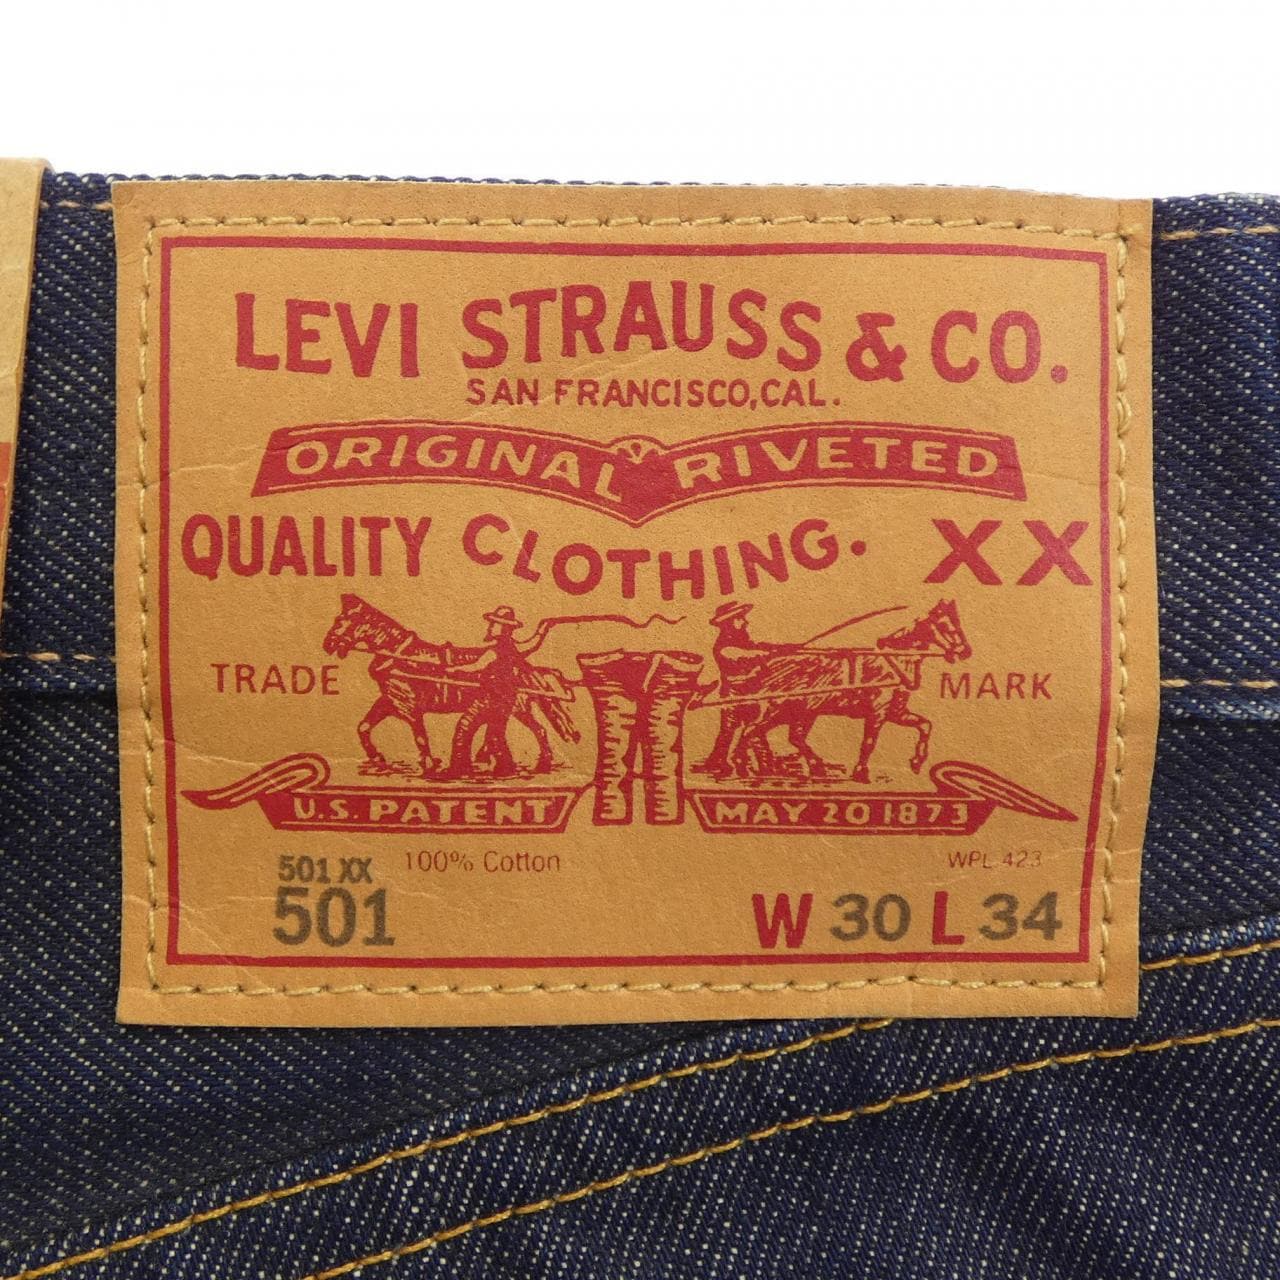 LEVI STRAUSS & CO.
SAN FRANCISCO, CAL.
ORIGINAL RIVETED
QUALITY CLOTHING. XX
TRADE MARK
U.S. PATENT MAY 20 1873
501 XX 100% Cotton WPL 423
501 W 30 L 34